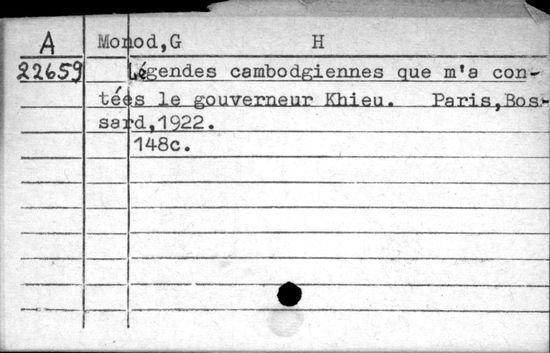 A Monod,G H
22659 Légendes cambodgiennes que m'a con-
tées le gouverneur Khieu. Paris,Bos-
sard,1922.
148c.